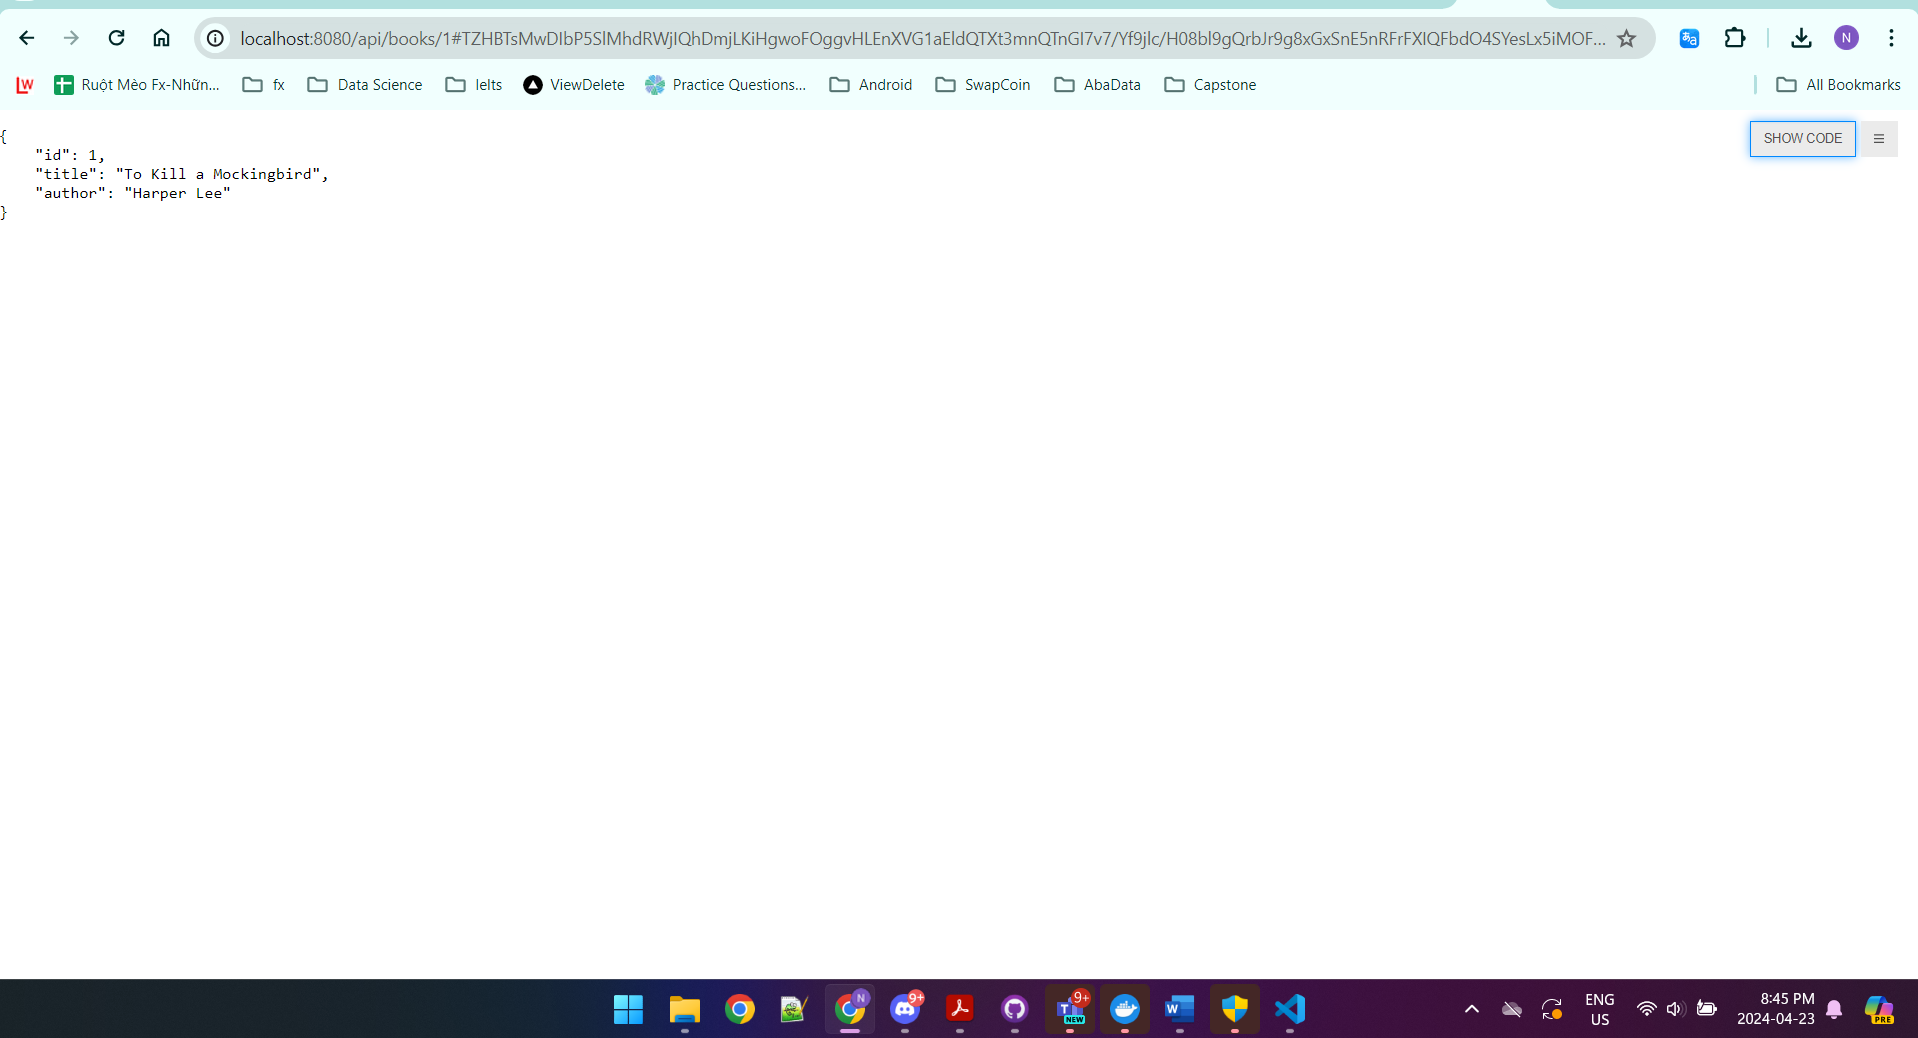 localhost:8080/api/books/1#TZHBTsMwDIbP5SlMhdRWjIQhDmjLKiHgwoFOggvHLEnXVG1aEldQTXt3mnQTnGI7v7/Yf9jlc/H08bl9gQrbJr9g8xGxSnE5nRFrFXIQFbdO4SYesLx5iMOF...
LW
Ruột Mèo Fx-Nhữn...
fx
Data Science
Ielts
ViewDelete
Practice Questions...
Android
SwapCoin
AbaData
Capstone
All Bookmarks
N
SHOW CODE
{
"id": 1,
"title": "To Kill a Mockingbird",
"author": "Harper Lee"
}
N
9+
9+
T
NEW
W
ENG
US
8:45 PM
2024-04-23
PRE